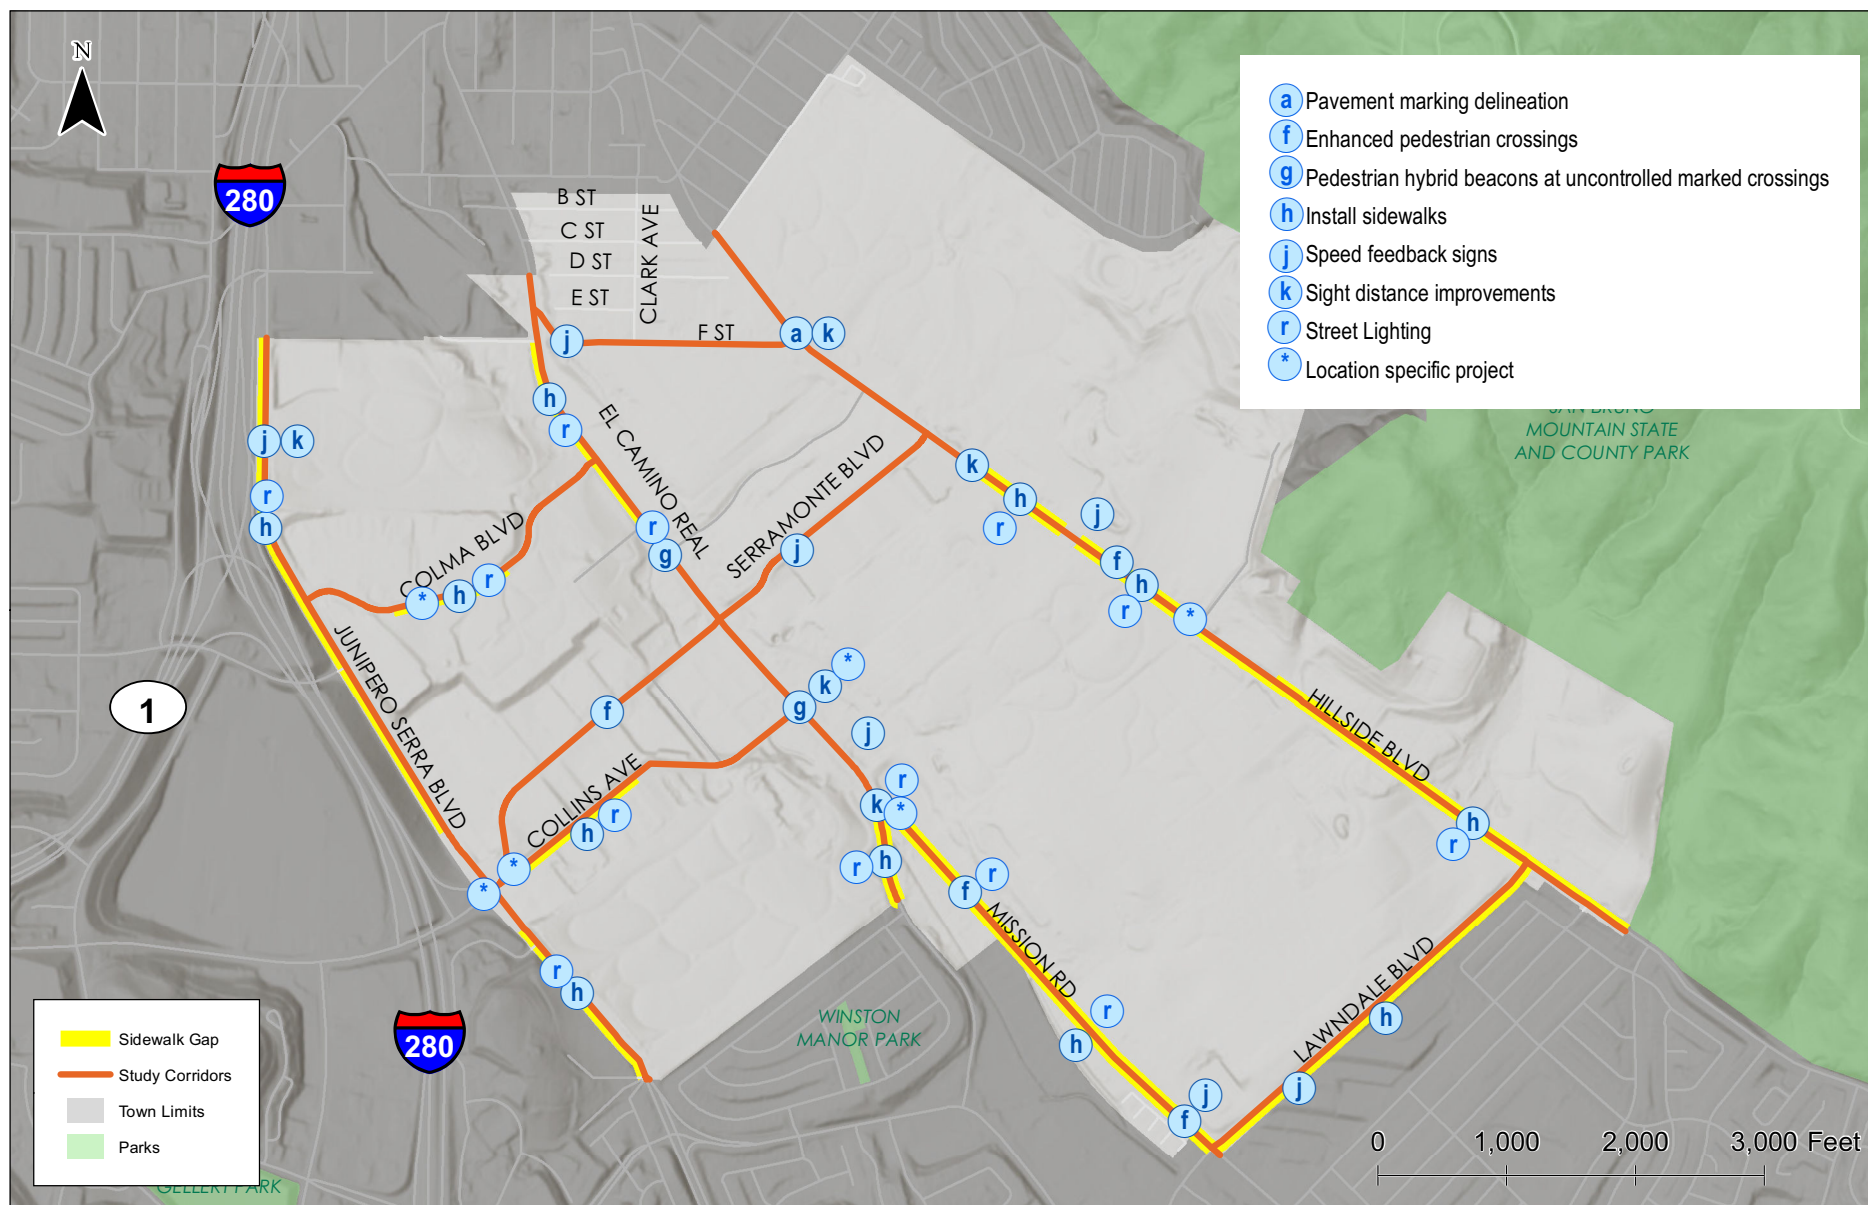 N
280
B ST
C ST
D ST
E ST
CLARK AVE
F ST
a Pavement marking delineation
f Enhanced pedestrian crossings
g Pedestrian hybrid beacons at uncontrolled marked crossings
h Install sidewalks
j Speed feedback signs
k Sight distance improvements
r Street Lighting
* Location specific project
SAN BRUNO
MOUNTAIN STATE
AND COUNTY PARK
j
a k
h
r
j k
r
h
EL CAMINO REAL
SERRAMONTE BLVD
COLMA BLVD
r
g
j
k
h
r
j
f
h
r
*
* h r
JUNIPERO SERRA BLVD
1
f
g k *
j
HILLSIDE BLVD
COLLINS AVE
h r
k r
*
r h
f r
h
r
*
*
MISSION RD
r
h
r
h
LAWNDALE BLVD
h
j
j
f
WINSTON
MANOR PARK
280
Sidewalk Gap
Study Corridors
Town Limits
Parks
GELLERT PARK
0 1,000 2,000 3,000 Feet